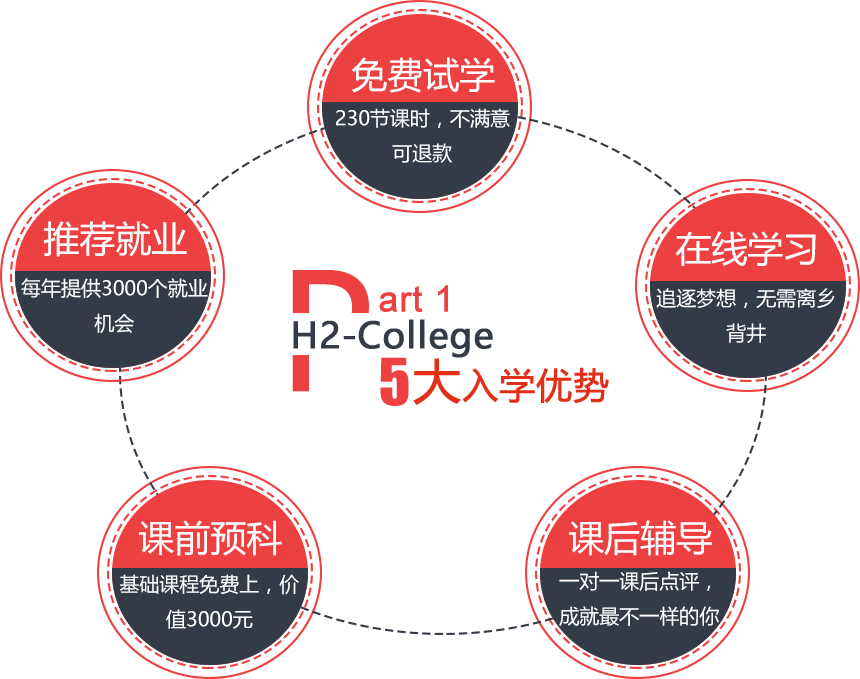 免费试学
230节课时，不满意
可退款
推荐就业
每年提供3000个就业
机会
在线学习
追逐梦想，无需离乡
背井
Part 1
H2-College
5大入学优势
课前预科
基础课程免费上，价
值3000元
课后辅导
一对一课后点评，
成就最不一样的你